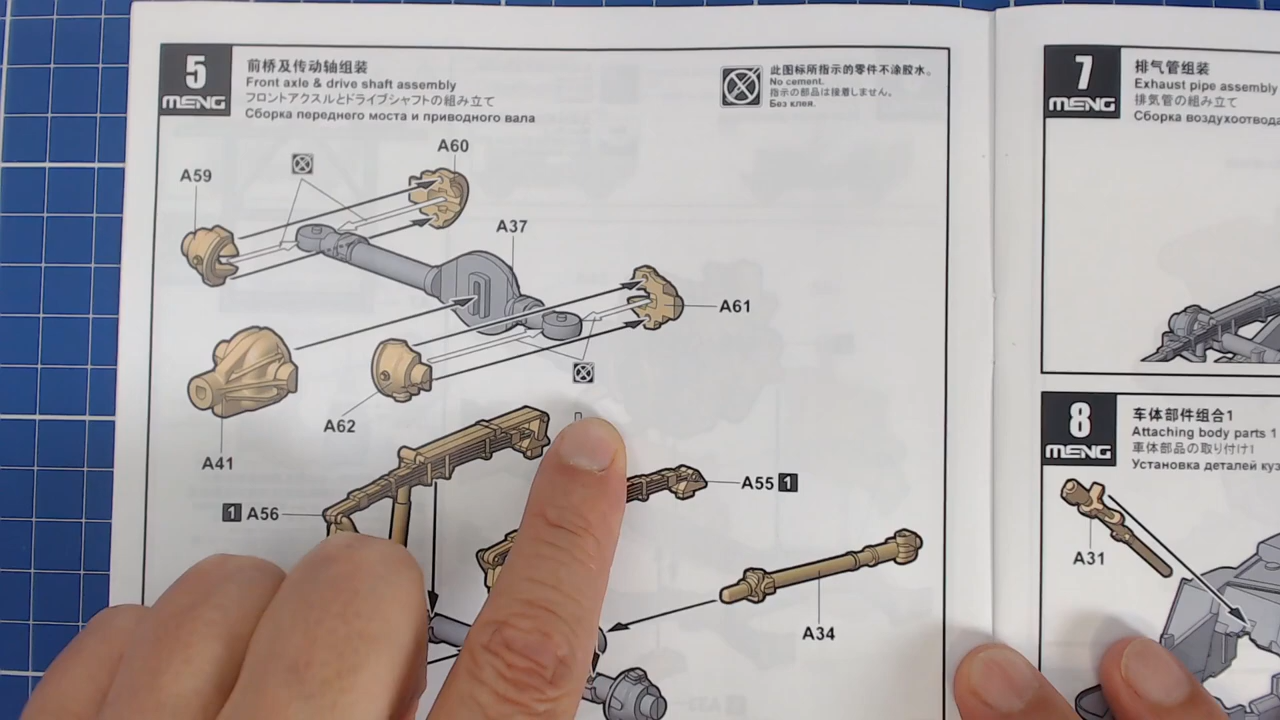 5
MENG
前桥及传动轴组装
Front axle & drive shaft assembly
フロントアクスルとドライブシャフトの組み立て
Сборка переднего моста и приводного вала
此图标所指示的零件不涂胶水。
No cement.
指示の部品は接着しません。
Без клея.
A60
A59
A37
A61
A62
A41
A55 1
1 A56
A34
7
MENG
排气管组装
Exhaust pipe assembly
排気管の組み立て
Сборка воздухоотвода
8
MENG
车体部件组合1
Attaching body parts 1
車体部品の取り付け1
Установка деталей куз
A31